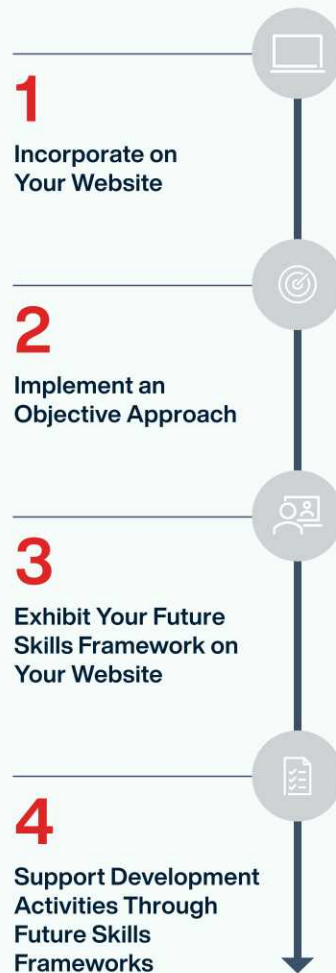 1
Incorporate on
Your Website
2
Implement an
Objective Approach
3
Exhibit Your Future
Skills Framework on
Your Website
4
Support Development
Activities Through
Future Skills
Frameworks